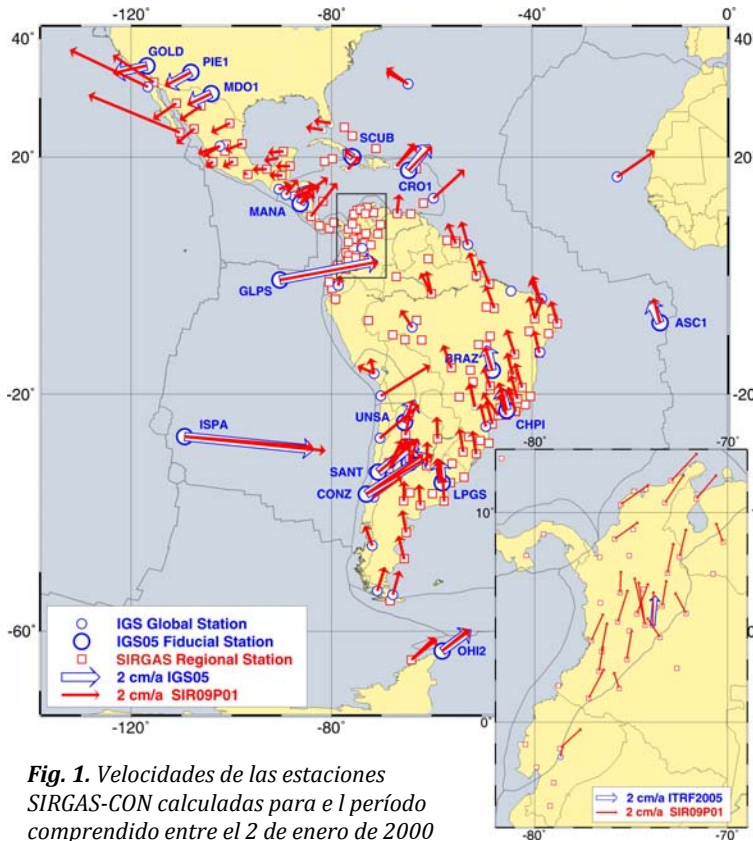 -120˚ -80˚ -40˚ 0˚
40˚ 40˚
GOLD
PIE1
MDO1
20˚ 20˚
SCUB
CRO1
MANA
GLPS
ASC1
BRAZ
-20˚ -20˚
UNSA
CHPI
ISPA
SANT
CONZ
LPGS
-80˚ -70˚
10˚
IGS Global Station
IGS05 Fiducial Station
SIRGAS Regional Station
2 cm/a IGS05
2 cm/a SIR09P01
-60˚
OHI2
-120˚ -80˚ -40˚
0˚
2 cm/a ITRF2005
2 cm/a SIR09P01
-80˚ -70˚
Fig. 1. Velocidades de las estaciones
SIRGAS-CON calculadas para e l período
comprendido entre el 2 de enero de 2000